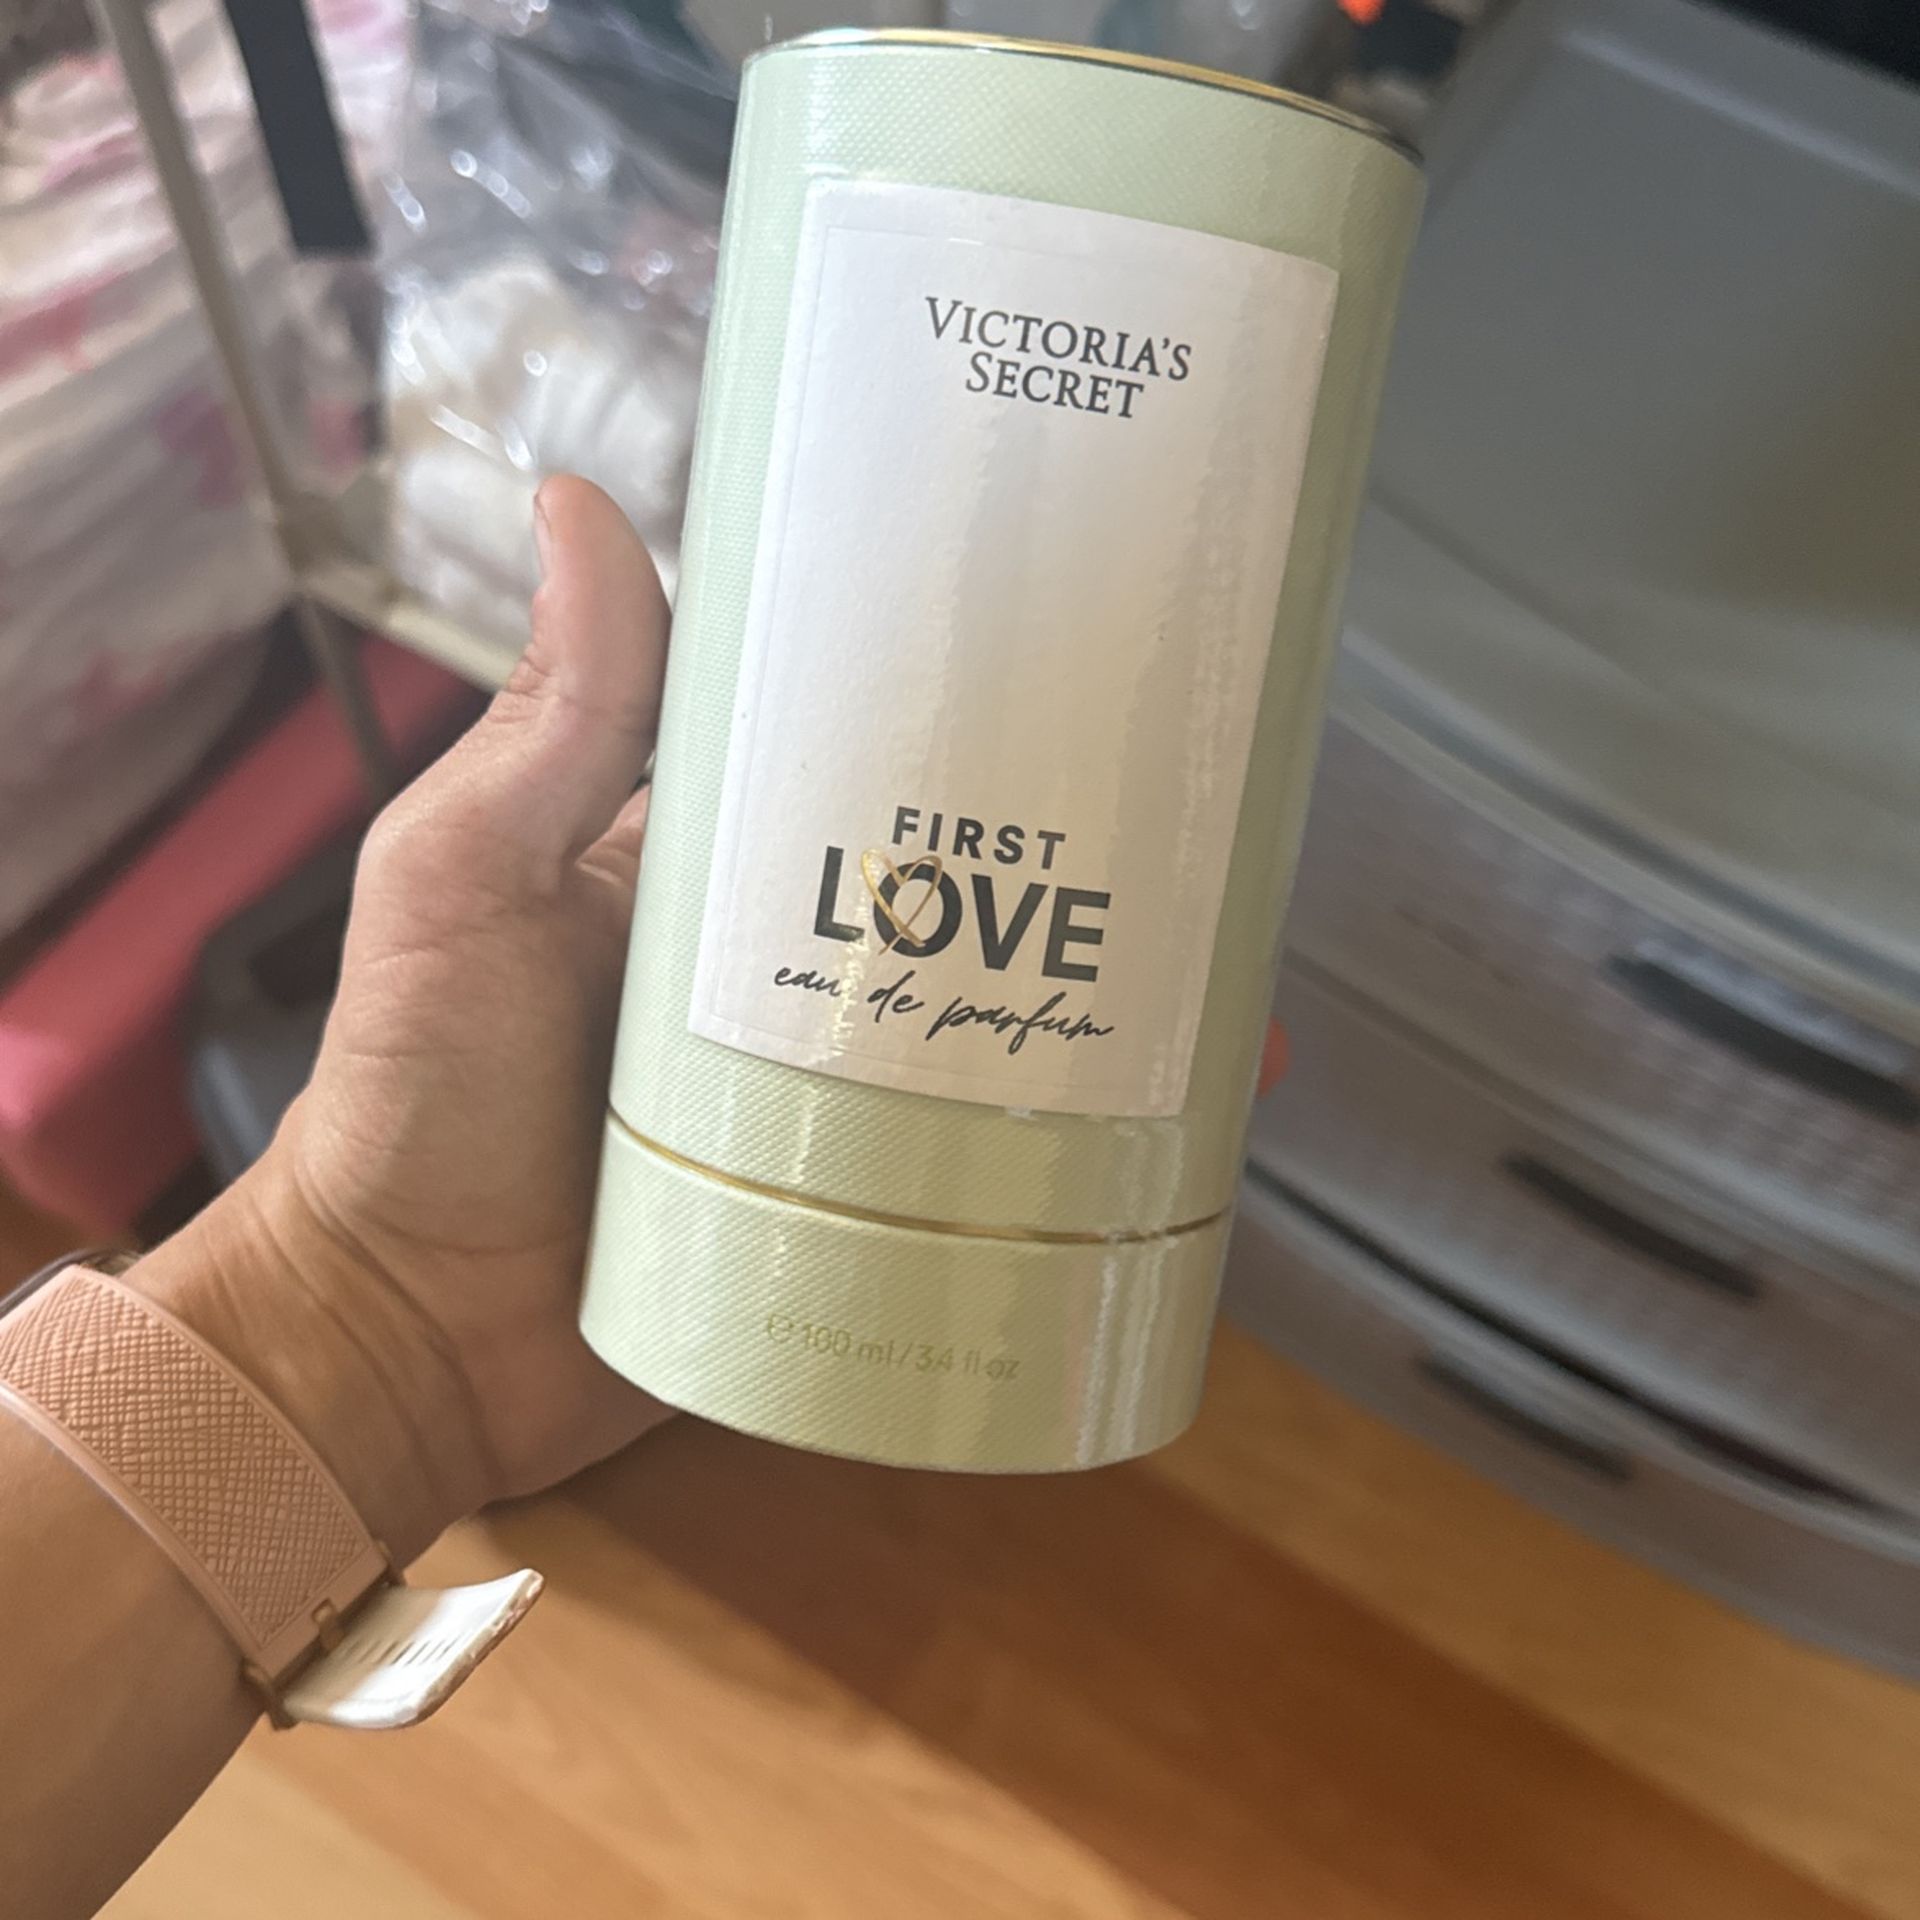 VICTORIA'S
SECRET
FIRST
LOVE
eau de parfum
℮ 100 ml / 3.4 fl oz